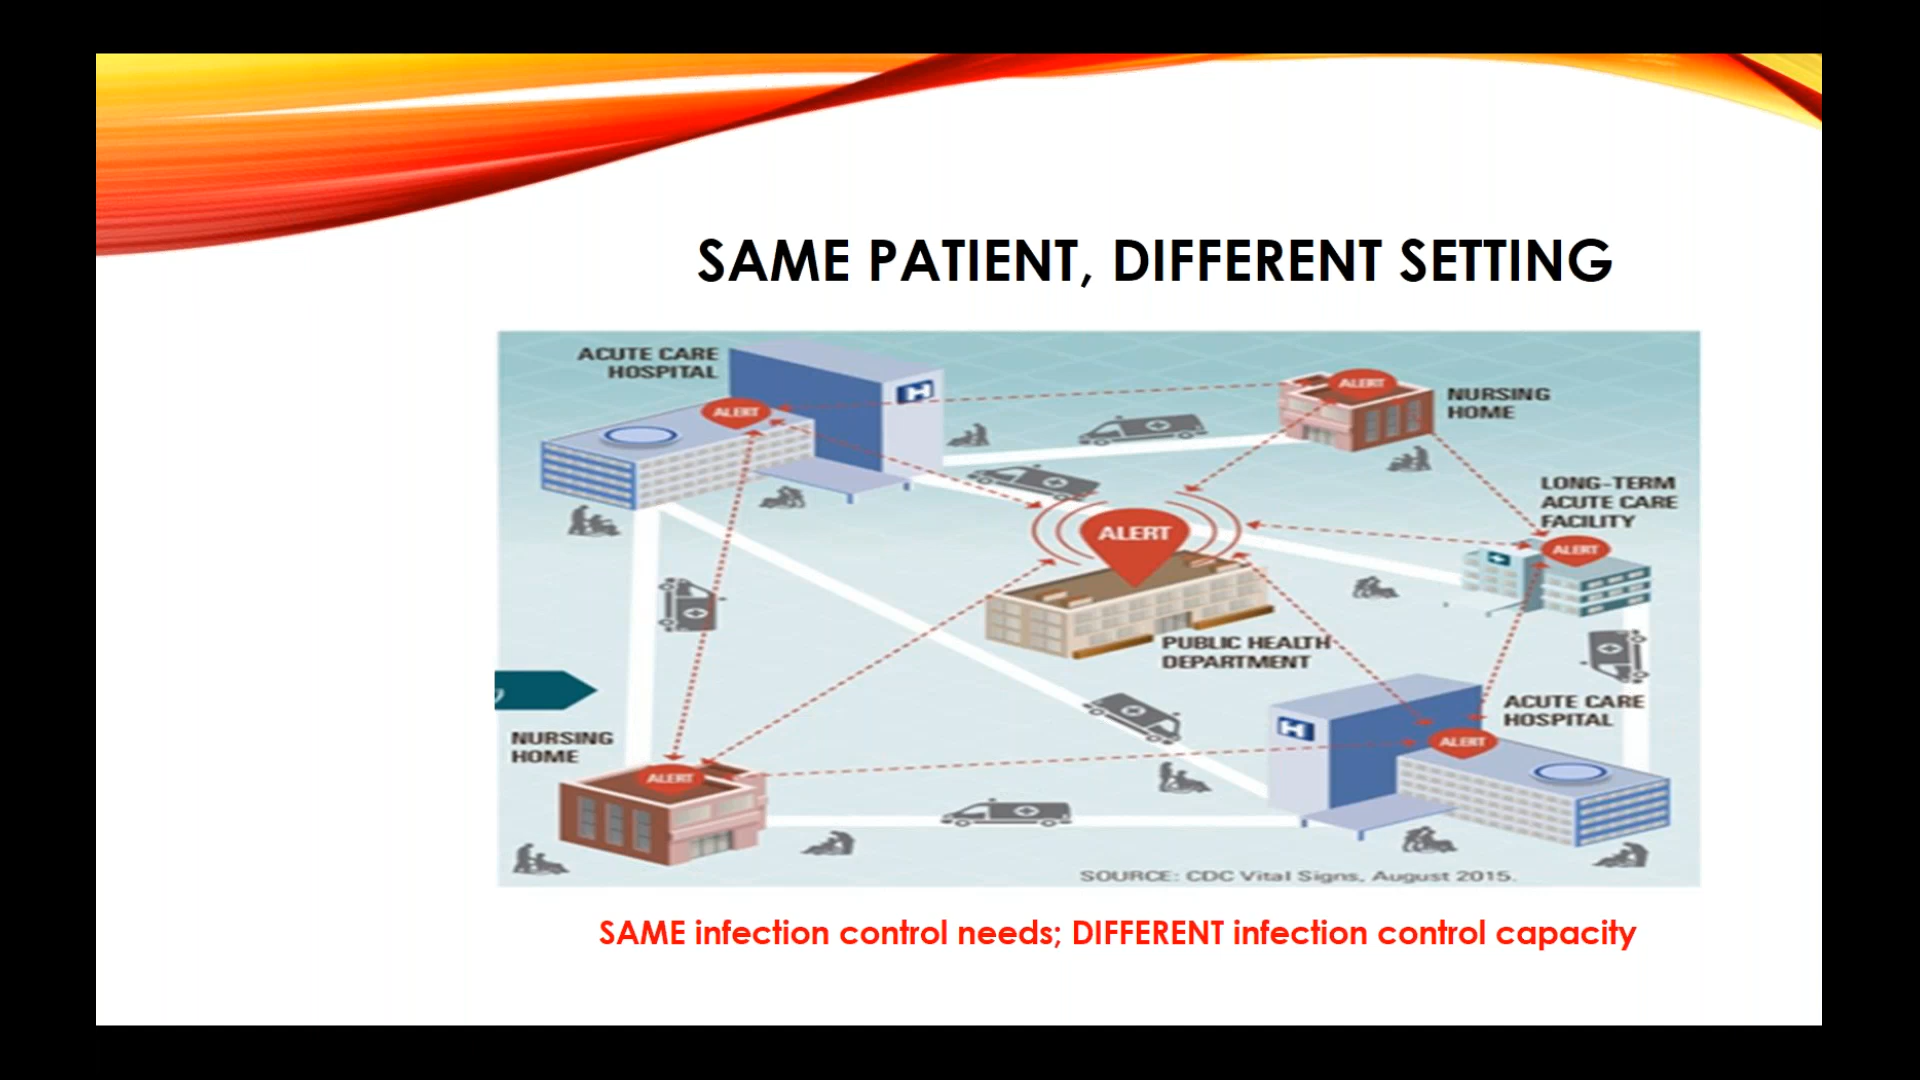 SAME PATIENT, DIFFERENT SETTING
ACUTE CARE
HOSPITAL
H
ALERT
ALERT
NURSING
HOME
LONG-TERM
ACUTE CARE
FACILITY
ALERT
ALERT
PUBLIC HEALTH
DEPARTMENT
ACUTE CARE
HOSPITAL
H
ALERT
NURSING
HOME
ALERT
SOURCE: CDC Vital Signs, August 2015.
SAME infection control needs; DIFFERENT infection control capacity